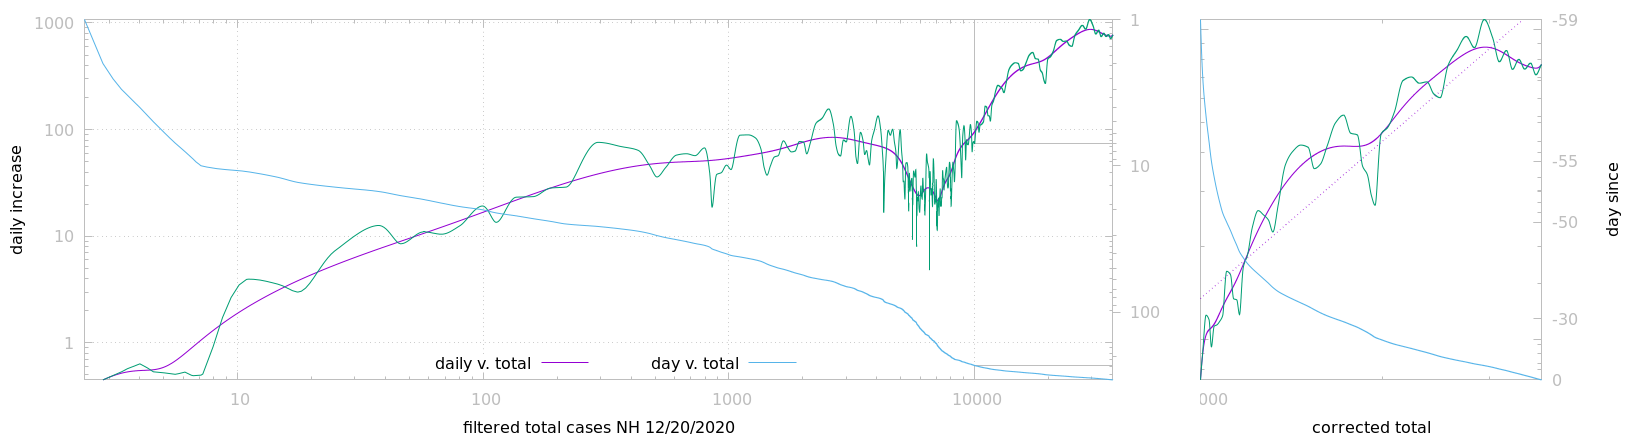 1000
100
10
1
daily increase
1
10
100
daily v. total
day v. total
10
100
1000
10000
filtered total cases NH 12/20/2020
-59
-55
-50
-30
0
day since
000
corrected total